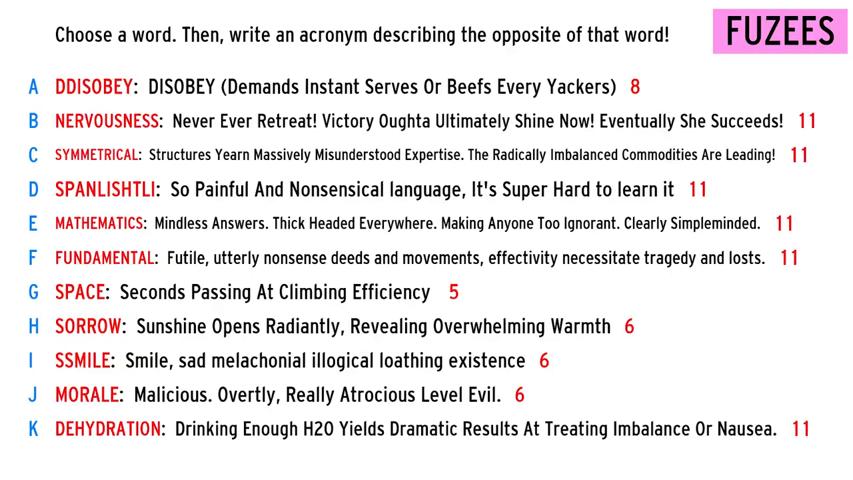 Choose a word. Then, write an acronym describing the opposite of that word!
FUZEES
A DDISOBEY: DISOBEY (Demands Instant Serves Or Beefs Every Yackers) 8
B NERVOUSNESS: Never Ever Retreat! Victory Oughta Ultimately Shine Now! Eventually She Succeeds! 11
C SYMMETRICAL: Structures Yearn Massively Misunderstood Expertise. The Radically Imbalanced Commodities Are Leading! 11
D SPANLISHTLI: So Painful And Nonsensical language, It's Super Hard to learn it 11
E MATHEMATICS: Mindless Answers. Thick Headed Everywhere. Making Anyone Too Ignorant. Clearly Simpleminded. 11
F FUNDAMENTAL: Futile, utterly nonsense deeds and movements, effectivity necessitate tragedy and losts. 11
G SPACE: Seconds Passing At Climbing Efficiency 5
H SORROW: Sunshine Opens Radiantly, Revealing Overwhelming Warmth 6
I SSMILE: Smile, sad melachonial illogical loathing existence 6
J MORALE: Malicious. Overtly, Really Atrocious Level Evil. 6
K DEHYDRATION: Drinking Enough H20 Yields Dramatic Results At Treating Imbalance Or Nausea. 11